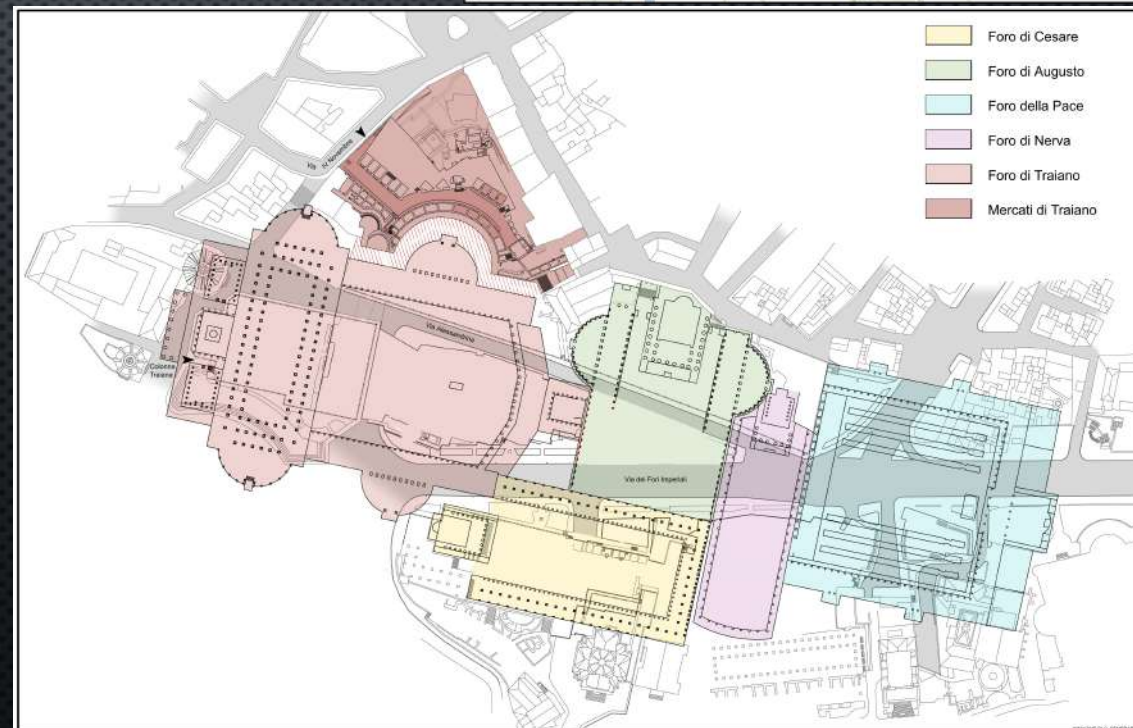 Foro di Cesare
Foro di Augusto
Foro della Pace
Foro di Nerva
Foro di Traiano
Mercati di Traiano
Via IV Novembre
Via Alessandrina
Colonna
Traiana
Via dei Fori Imperiali